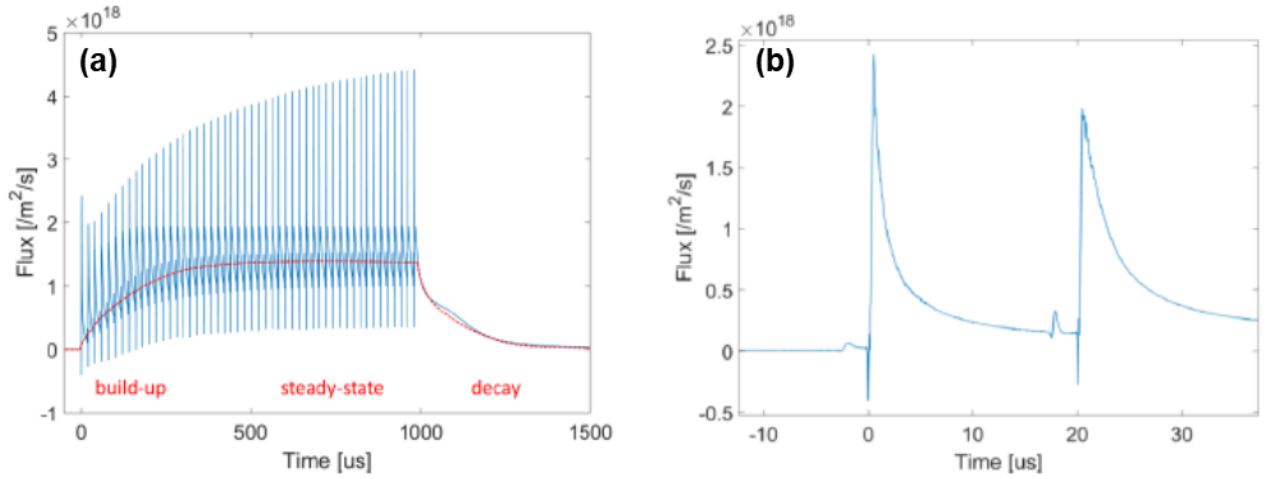 ×10^18
5
(a)
4
3
2
1
0
-1
Flux [/m^2/s]
build-up
steady-state
decay
0
500
1000
1500
Time [us]
×10^18
2.5
(b)
2
1.5
1
0.5
0
-0.5
Flux [/m^2/s]
-10
0
10
20
30
Time [us]